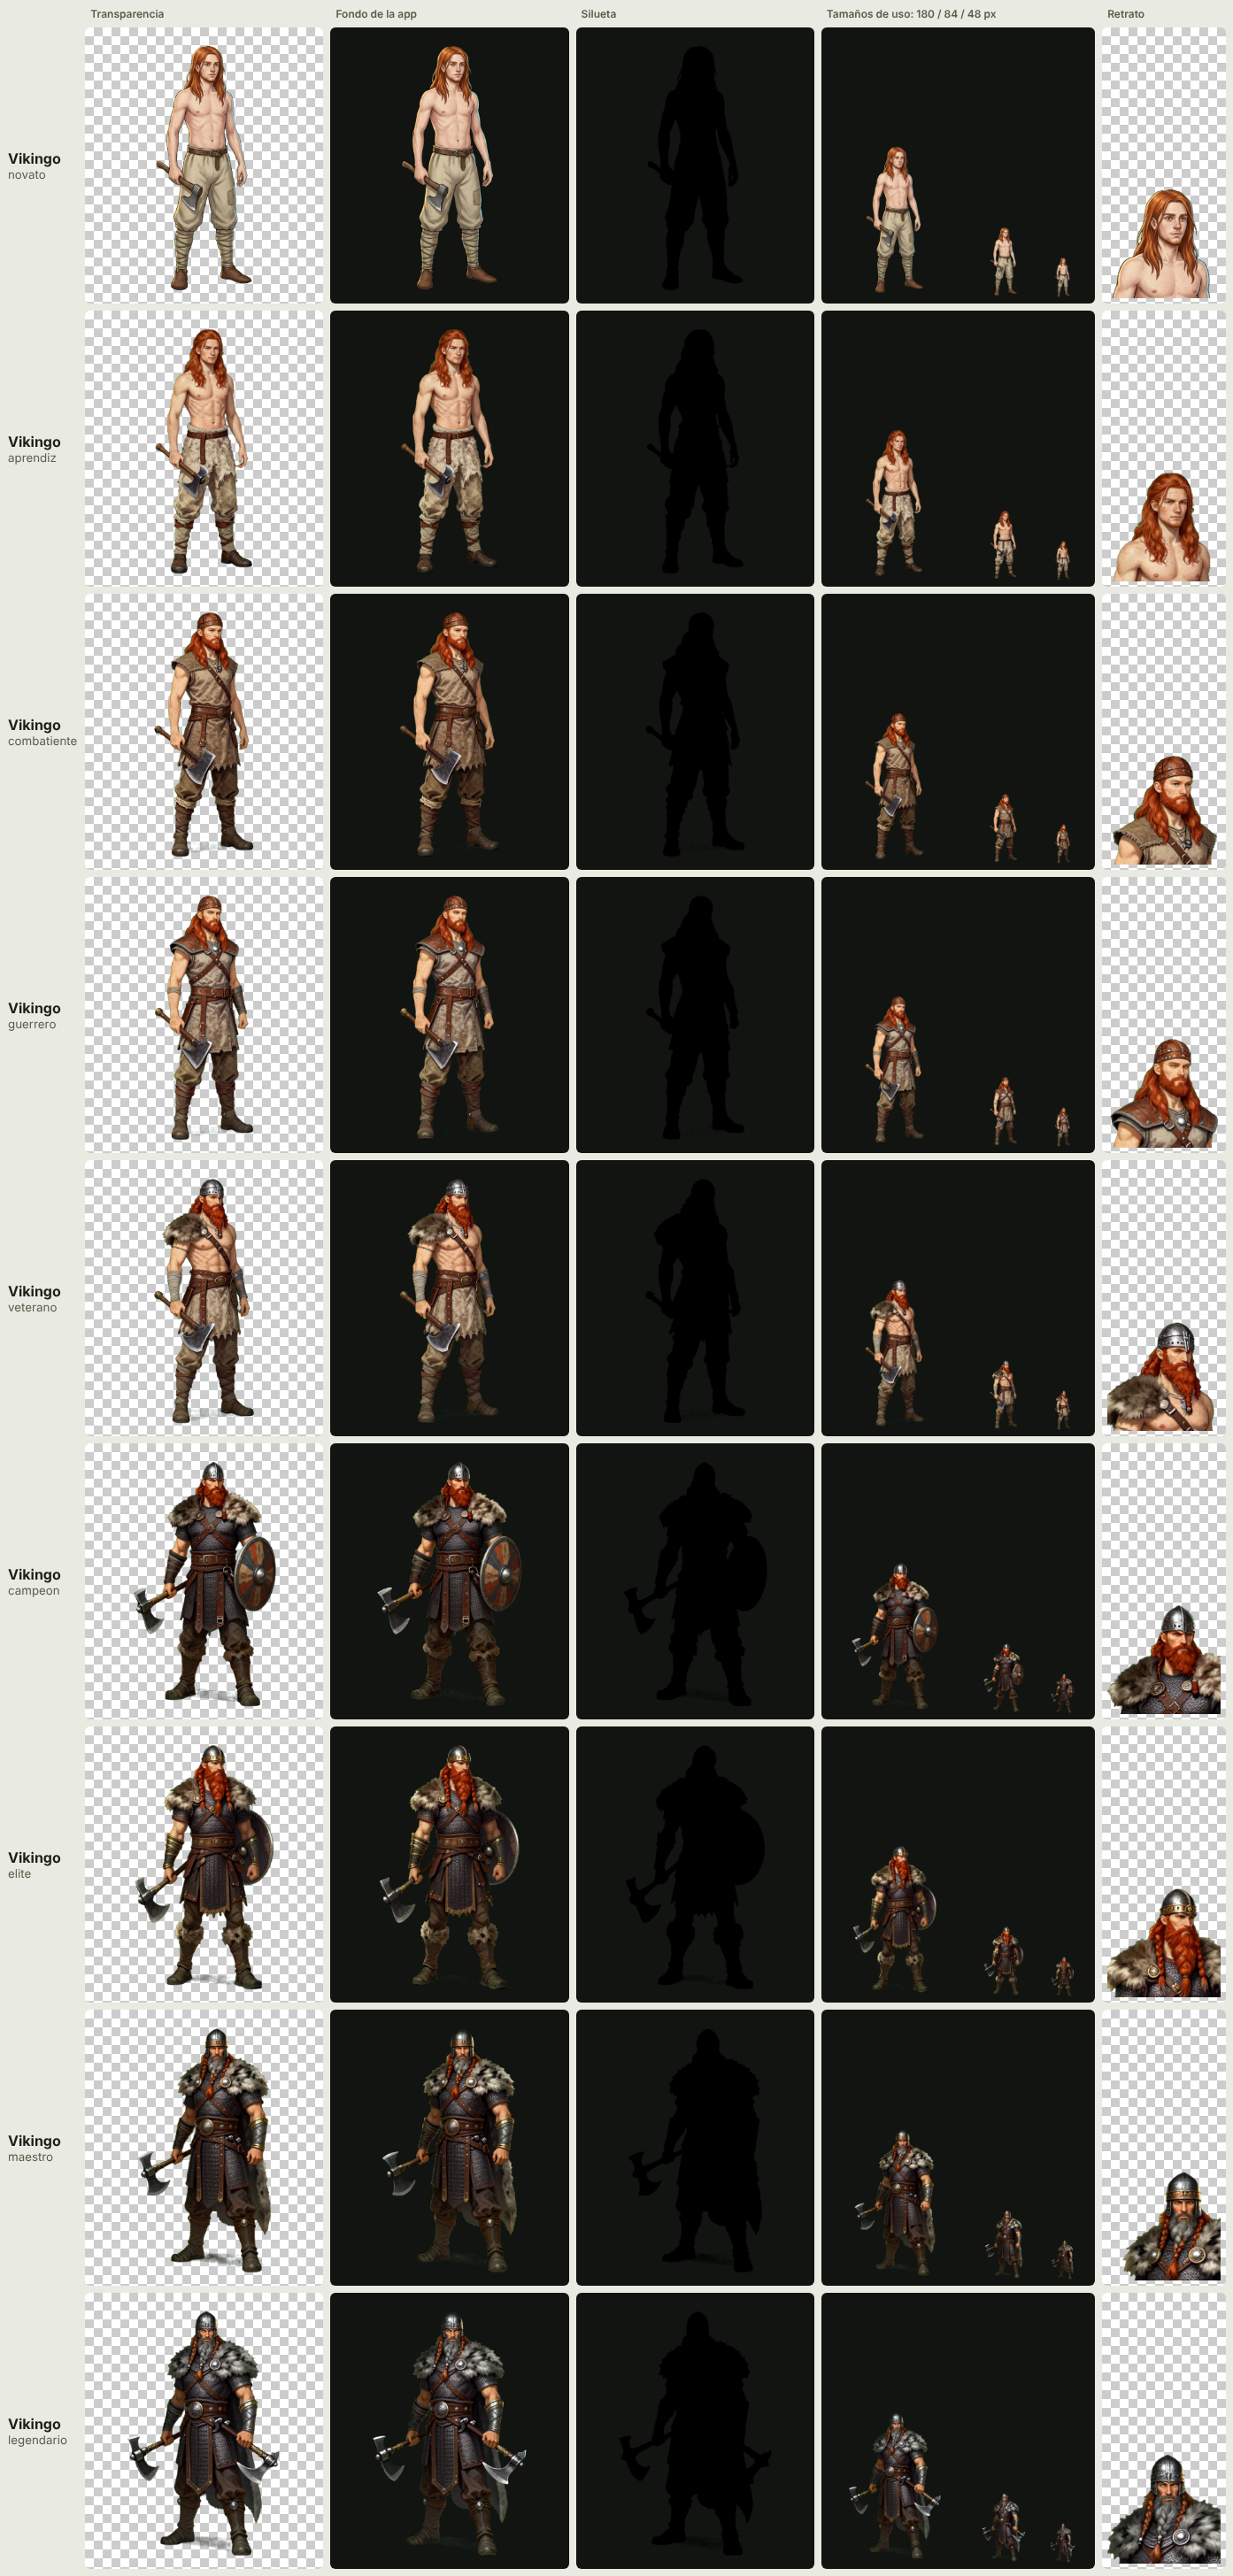 Transparencia
Fondo de la app
Silueta
Tamaños de uso: 180 / 84 / 48 px
Retrato
Vikingo
novato
Vikingo
aprendiz
Vikingo
combatiente
Vikingo
guerrero
Vikingo
veterano
Vikingo
campeon
Vikingo
elite
Vikingo
maestro
Vikingo
legendario